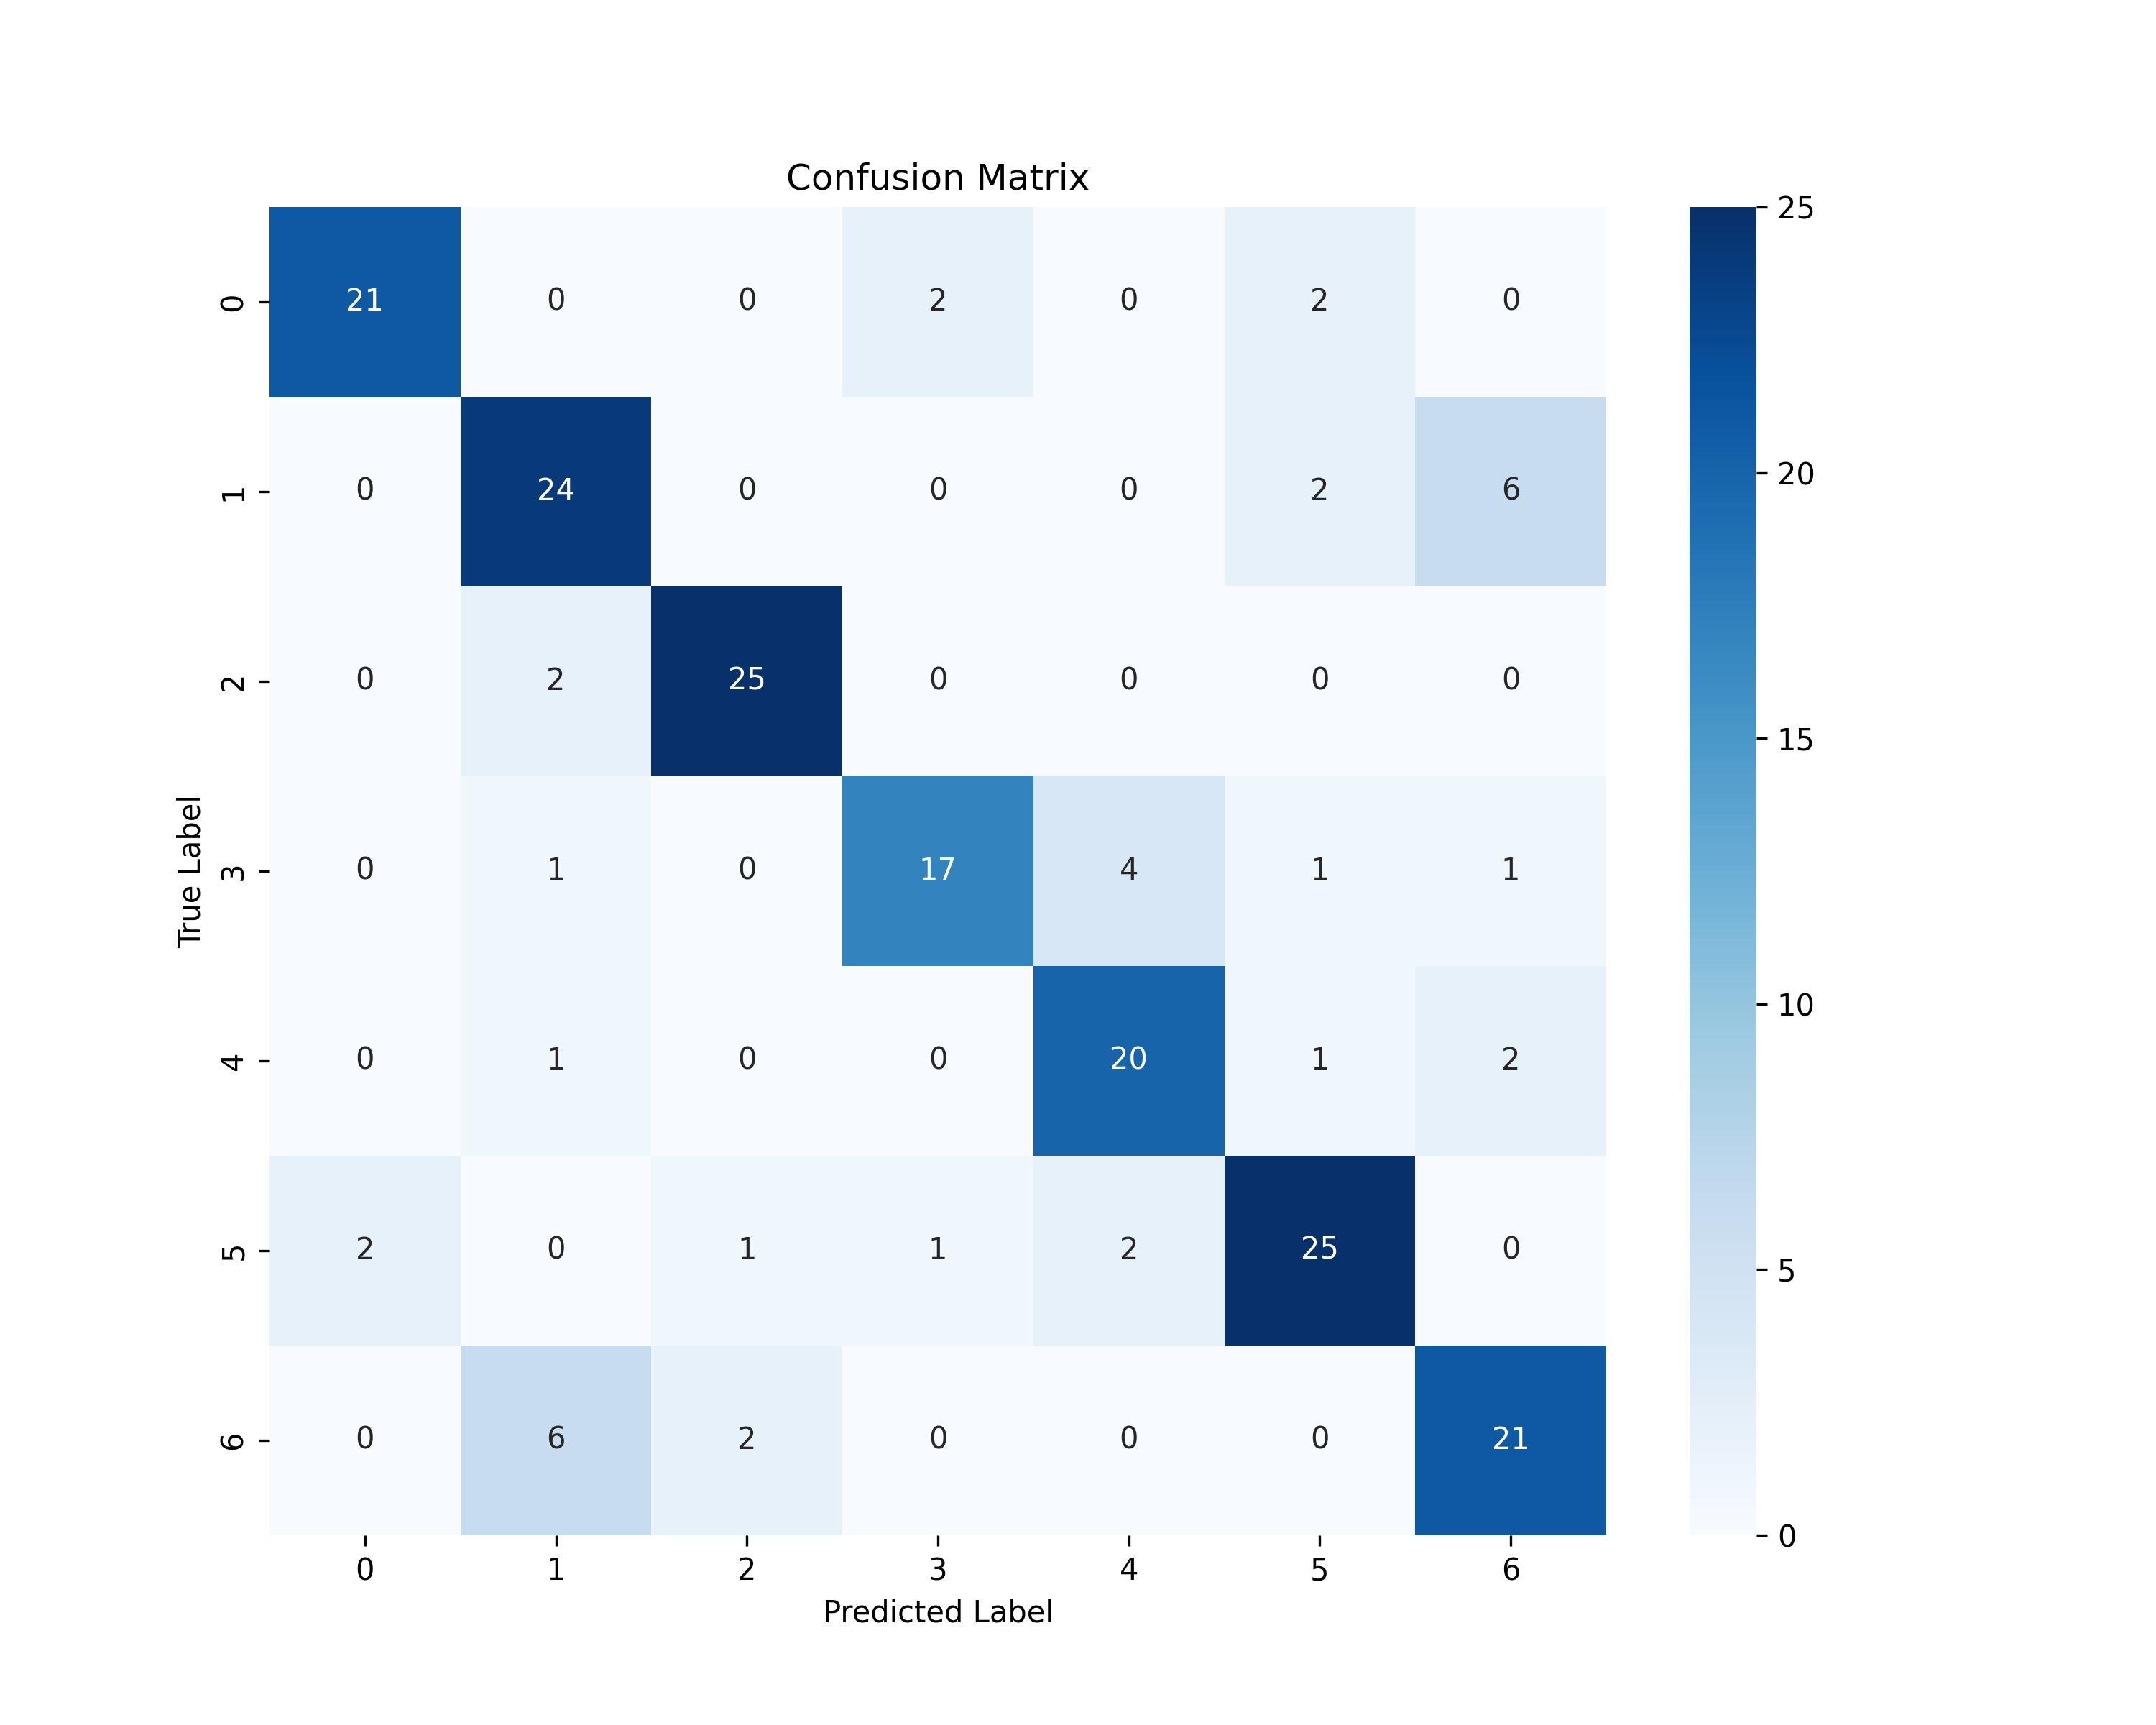 Confusion Matrix
0 21 0 0 2 0 2 0
1 0 24 0 0 0 2 6
2 0 2 25 0 0 0 0
3 0 1 0 17 4 1 1
4 0 1 0 0 20 1 2
5 2 0 1 1 2 25 0
6 0 6 2 0 0 0 21
0 1 2 3 4 5 6
Predicted Label
True Label
25
20
15
10
5
0